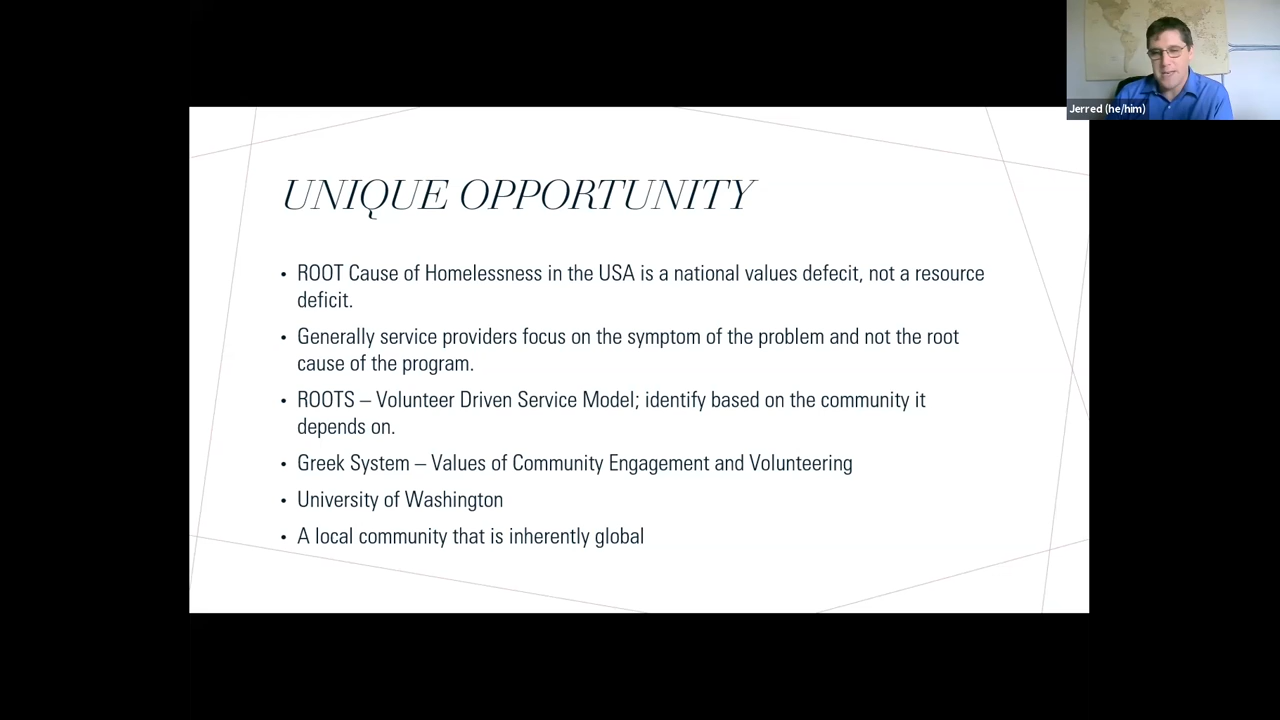 Jerred (he/him)
UNIQUE OPPORTUNITY
• ROOT Cause of Homelessness in the USA is a national values defecit, not a resource
deficit.
• Generally service providers focus on the symptom of the problem and not the root
cause of the program.
• ROOTS – Volunteer Driven Service Model; identify based on the community it
depends on.
• Greek System – Values of Community Engagement and Volunteering
• University of Washington
• A local community that is inherently global